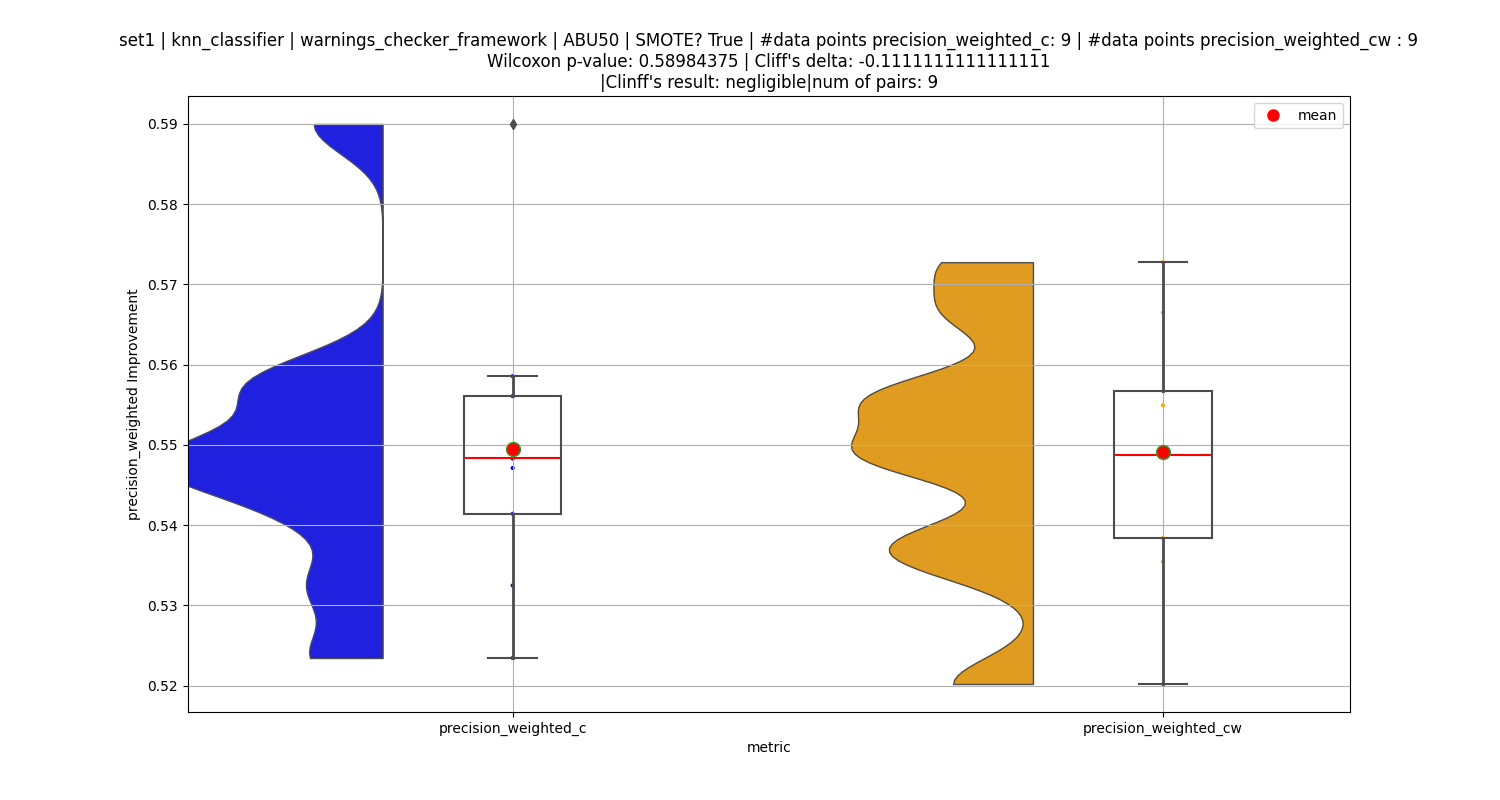 set1 | knn_classifier | warnings_checker_framework | ABU50 | SMOTE? True | #data points precision_weighted_c: 9 | #data points precision_weighted_cw : 9
Wilcoxon p-value: 0.58984375 | Cliff's delta: -0.1111111111111111
|Clinff's result: negligible|num of pairs: 9
mean
0.59
0.58
0.57
0.56
0.55
0.54
0.53
0.52
precision_weighted Improvement
precision_weighted_c
precision_weighted_cw
metric